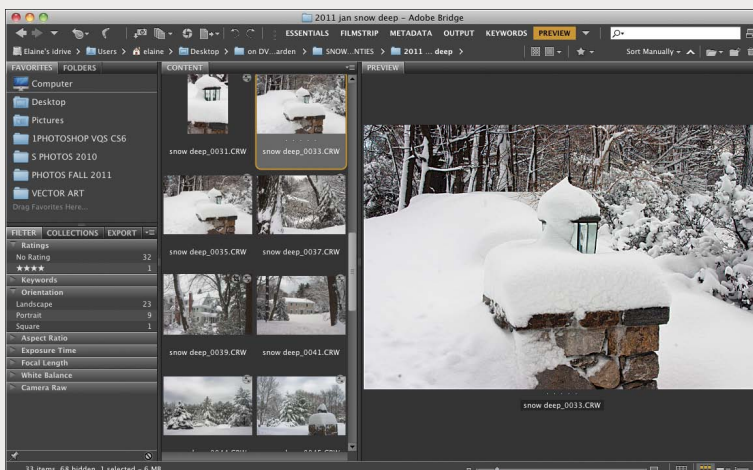 2011 jan snow deep – Adobe Bridge
ESSENTIALS FILMSTRIP METADATA OUTPUT KEYWORDS PREVIEW
Elaine's idrive Users elaine Desktop on DV...arden SNOW...NTIES 2011 ... deep Sort Manually
FAVORITES FOLDERS
Computer
Desktop
Pictures
1PHOTOSHOP VQS CS6
S PHOTOS 2010
PHOTOS FALL 2011
VECTOR ART
Drag Favorites Here...
FILTER COLLECTIONS EXPORT
Ratings
No Rating 32
★★★★ 1
Keywords
Orientation
Landscape 23
Portrait 9
Square 1
Aspect Ratio
Exposure Time
Focal Length
White Balance
Camera Raw
CONTENT
snow deep_0031.CRW snow deep_0033.CRW
snow deep_0035.CRW snow deep_0037.CRW
snow deep_0039.CRW snow deep_0041.CRW
PREVIEW
snow deep_0033.CRW
33 items, 68 hidden, 1 selected – 6 MB